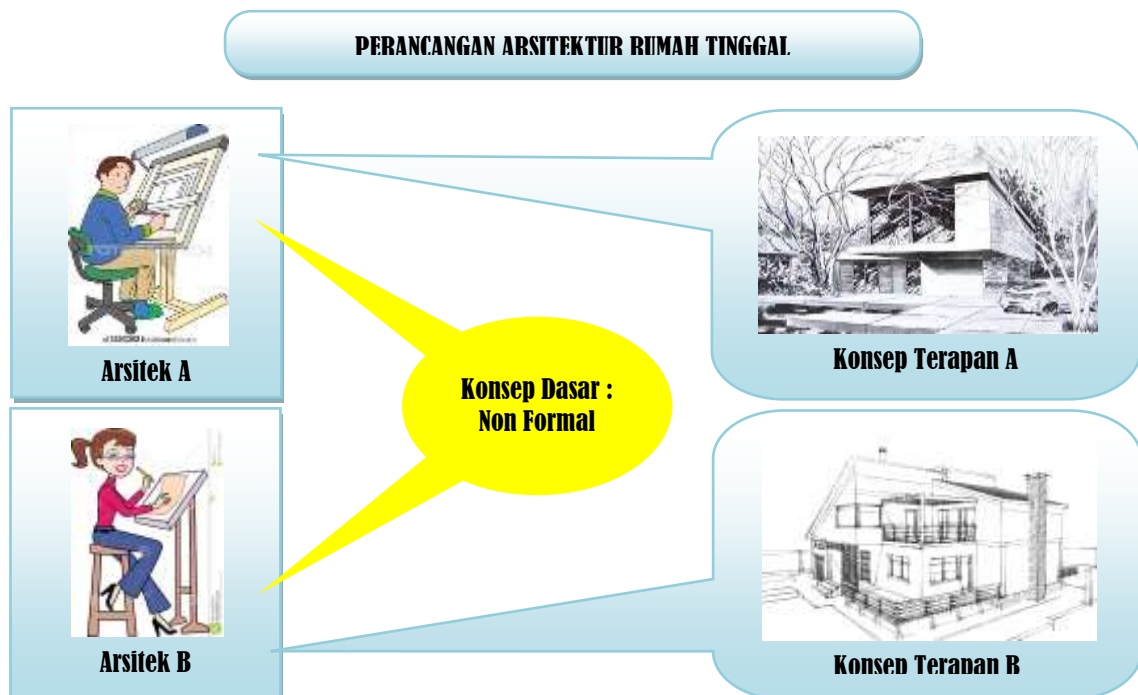 PERANCANGAN ARSITEKTUR RUMAH TINGGAL
Arsitek A
Konsep Terapan A
Konsep Dasar :
Non Formal
Arsitek B
Konsep Terapan B